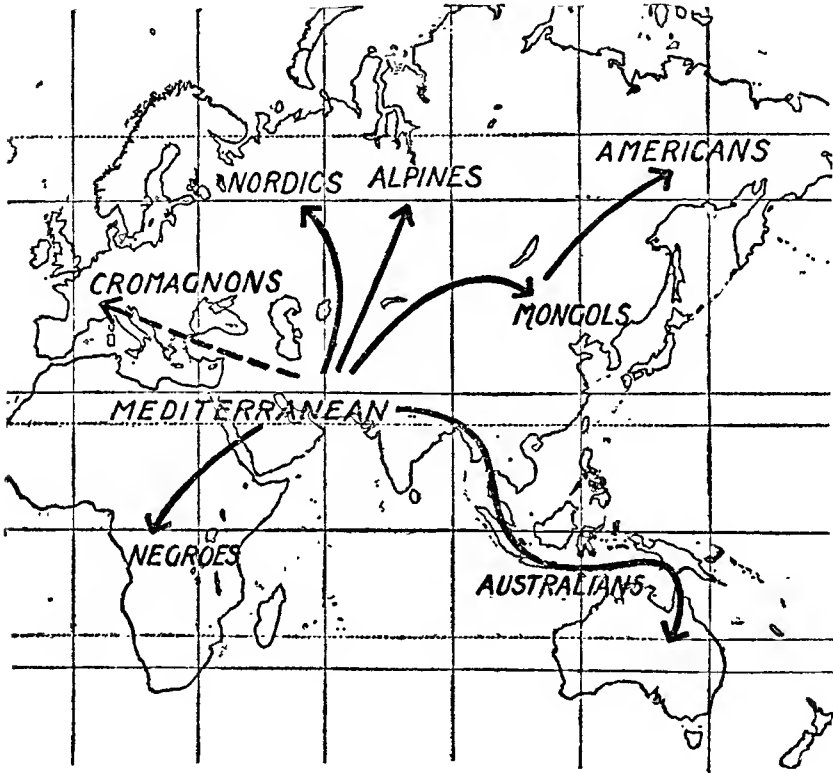 AMERICANS
NORDICS ALPINES
CROMAGNONS
MONGOLS
MEDITERRANEAN
NEGROES
AUSTRALIANS